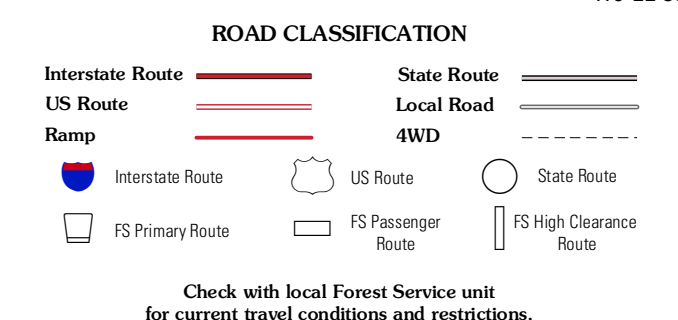 ROAD CLASSIFICATION
Interstate Route
State Route
US Route
Local Road
Ramp
4WD
Interstate Route
US Route
State Route
FS Primary Route
FS Passenger
Route
FS High Clearance
Route
Check with local Forest Service unit
for current travel conditions and restrictions.